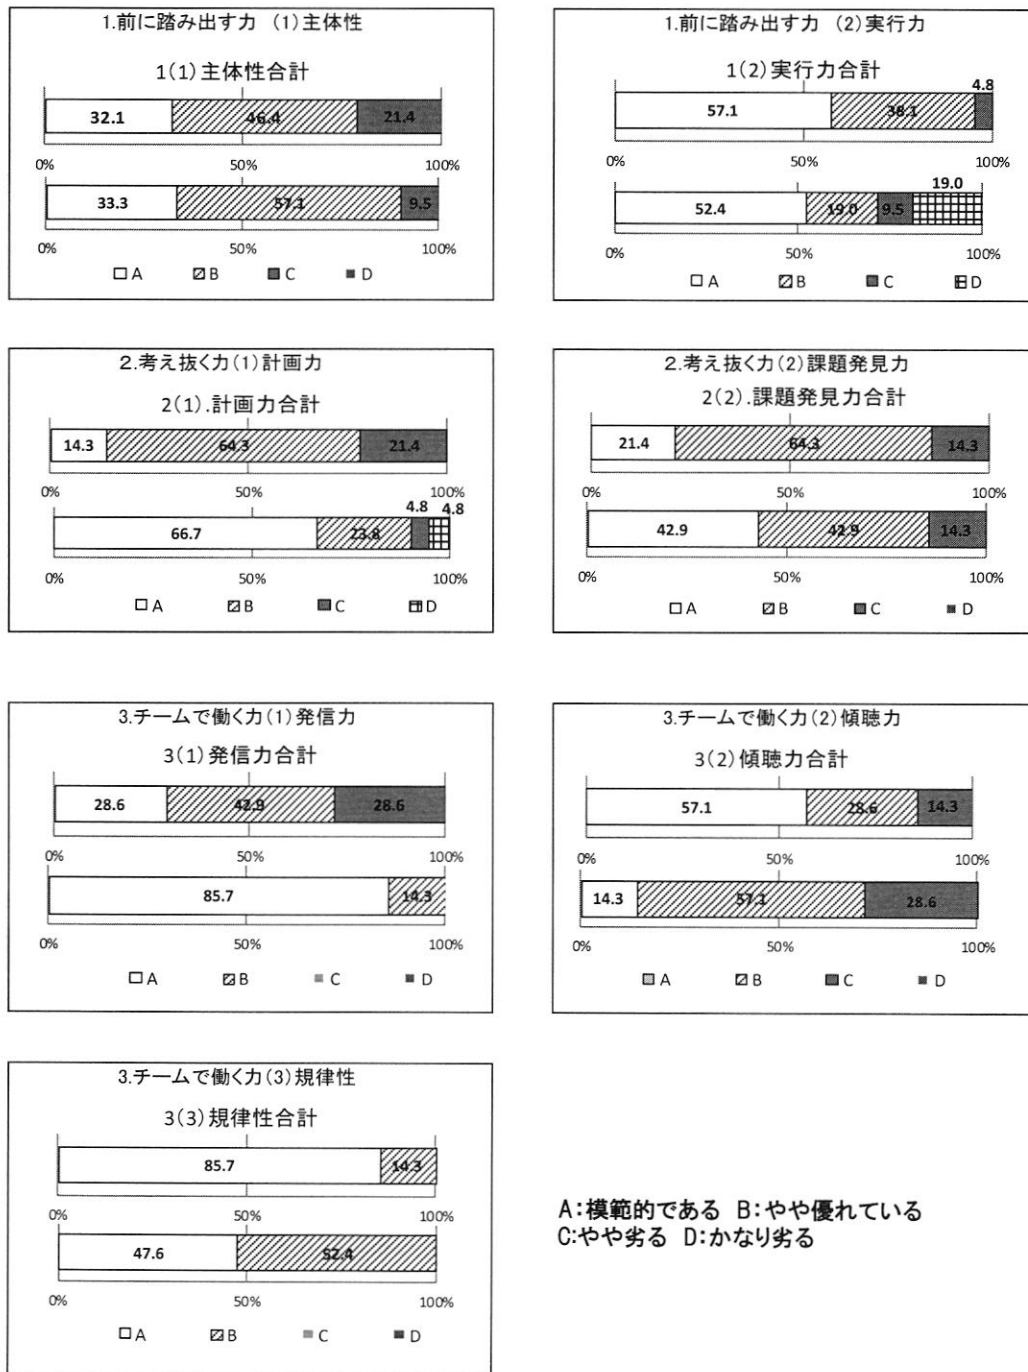 1.前に踏み出す力 (1)主体性
1(1)主体性合計
32.1 46.4 21.4
0% 50% 100%
33.3 57.1 9.5
0% 50% 100%
A B C D
1.前に踏み出す力 (2)実行力
1(2)実行力合計
4.8
57.1 38.1
0% 50% 100%
19.0
52.4 19.0 9.5
0% 50% 100%
A B C D
2.考え抜く力(1)計画力
2(1).計画力合計
14.3 64.3 21.4
0% 50% 100%
4.8 4.8
66.7 23.8
0% 50% 100%
A B C D
2.考え抜く力(2)課題発見力
2(2).課題発見力合計
21.4 64.3 14.3
0% 50% 100%
42.9 42.9 14.3
0% 50% 100%
A B C D
3.チームで働く力(1)発信力
3(1)発信力合計
28.6 42.9 28.6
0% 50% 100%
85.7 14.3
0% 50% 100%
A B C D
3.チームで働く力(2)傾聴力
3(2)傾聴力合計
57.1 28.6 14.3
0% 50% 100%
14.3 57.1 28.6
0% 50% 100%
A B C D
3.チームで働く力(3)規律性
3(3)規律性合計
85.7 14.3
0% 50% 100%
47.6 52.4
0% 50% 100%
A B C D
A:模範的である B:やや優れている
C:やや劣る D:かなり劣る